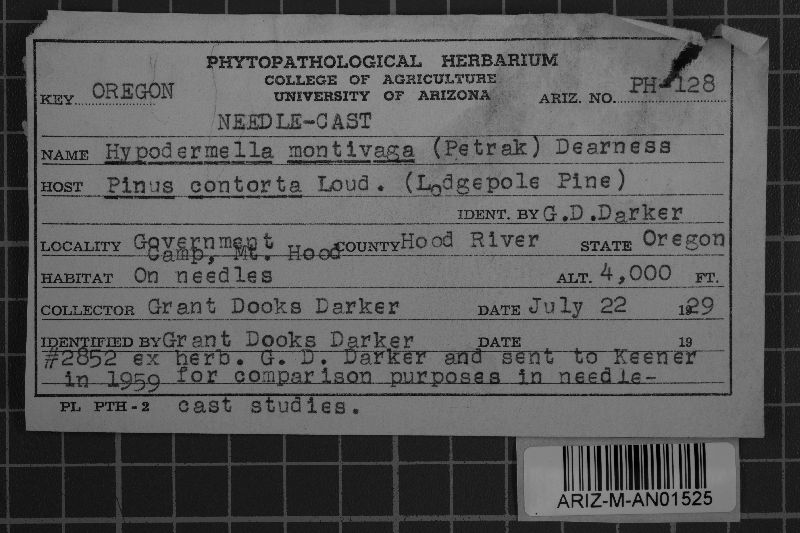 PHYTOPATHOLOGICAL HERBARIUM
COLLEGE OF AGRICULTURE
UNIVERSITY OF ARIZONA
KEY OREGON ARIZ. NO. PH-128
NEEDLE-CAST
NAME Hypodermella montivaga (Petrak) Dearness
HOST Pinus contorta Loud. (Lodgepole Pine)
IDENT. BY G.D.Darker
LOCALITY Government Camp, Mt. Hood COUNTY Hood River STATE Oregon
HABITAT On needles ALT. 4,000 FT.
COLLECTOR Grant Dooks Darker DATE July 22 1929
IDENTIFIED BY Grant Dooks Darker DATE 19
#2852 ex herb. G. D. Darker and sent to Keener
in 1959 for comparison purposes in needle-
PL PTH-2 cast studies.
ARIZ-M-AN01525